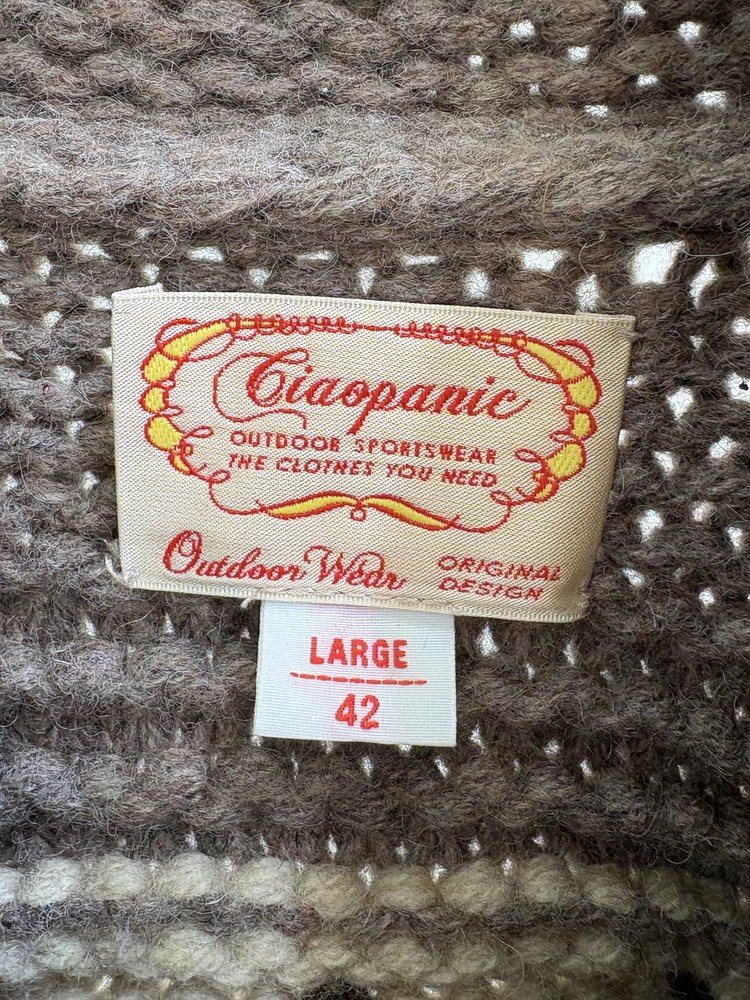 Ciaopanic
OUTDOOR SPORTSWEAR
THE CLOTHES YOU NEED
Outdoor Wear
ORIGINAL
DESIGN
LARGE
42